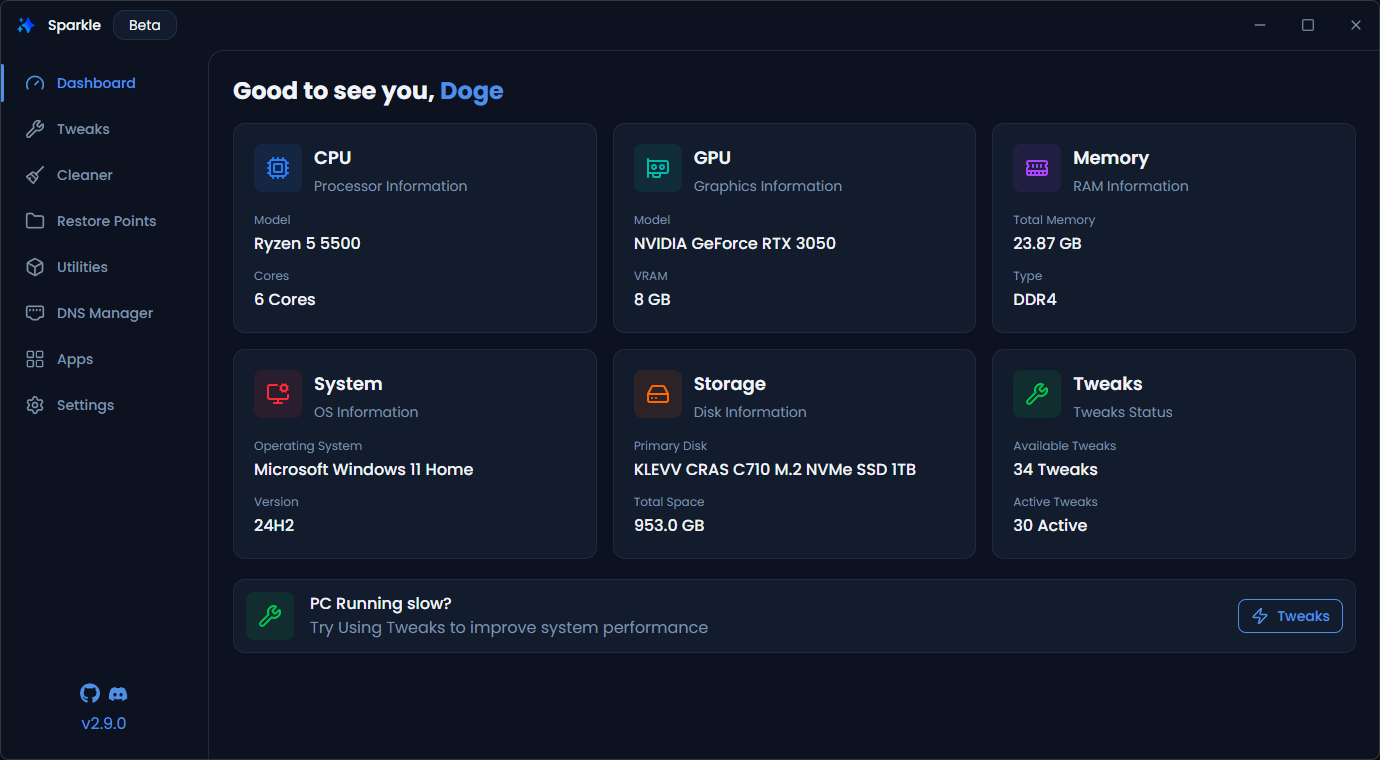 Sparkle Beta
Dashboard
Tweaks
Cleaner
Restore Points
Utilities
DNS Manager
Apps
Settings
v2.9.0
Good to see you, Doge
CPU
Processor Information
Model
Ryzen 5 5500
Cores
6 Cores
GPU
Graphics Information
Model
NVIDIA GeForce RTX 3050
VRAM
8 GB
Memory
RAM Information
Total Memory
23.87 GB
Type
DDR4
System
OS Information
Operating System
Microsoft Windows 11 Home
Version
24H2
Storage
Disk Information
Primary Disk
KLEVV CRAS C710 M.2 NVMe SSD 1TB
Total Space
953.0 GB
Tweaks
Tweaks Status
Available Tweaks
34 Tweaks
Active Tweaks
30 Active
PC Running slow?
Try Using Tweaks to improve system performance
Tweaks